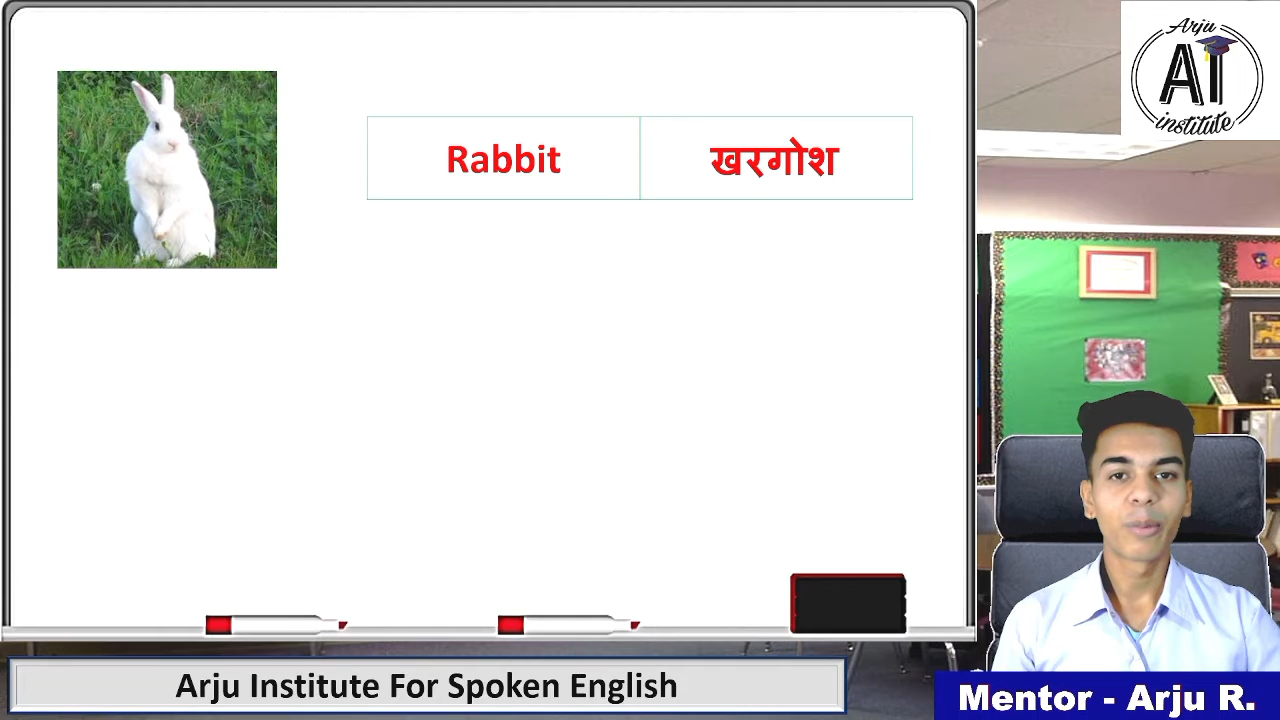 Arju
AI
institute
Rabbit
खरगोश
Arju Institute For Spoken English
Mentor - Arju R.